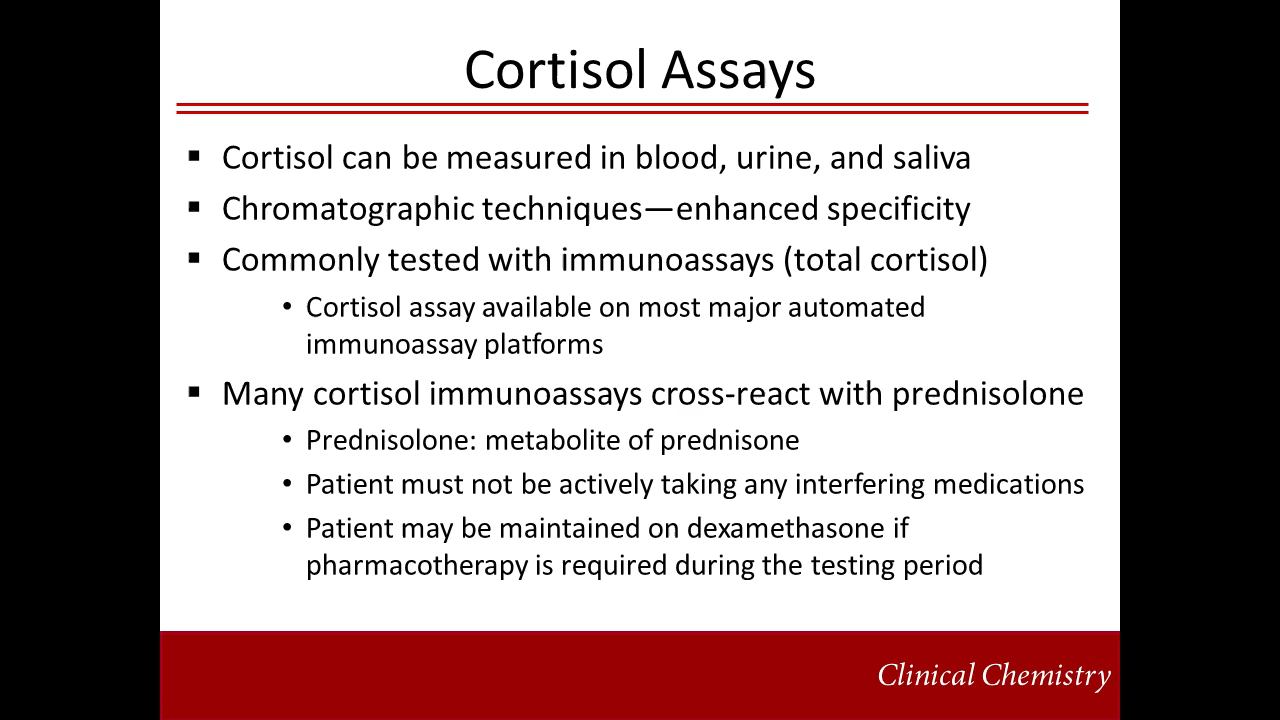 Cortisol Assays
▪ Cortisol can be measured in blood, urine, and saliva
▪ Chromatographic techniques—enhanced specificity
▪ Commonly tested with immunoassays (total cortisol)
• Cortisol assay available on most major automated
immunoassay platforms
▪ Many cortisol immunoassays cross-react with prednisolone
• Prednisolone: metabolite of prednisone
• Patient must not be actively taking any interfering medications
• Patient may be maintained on dexamethasone if
pharmacotherapy is required during the testing period
Clinical Chemistry